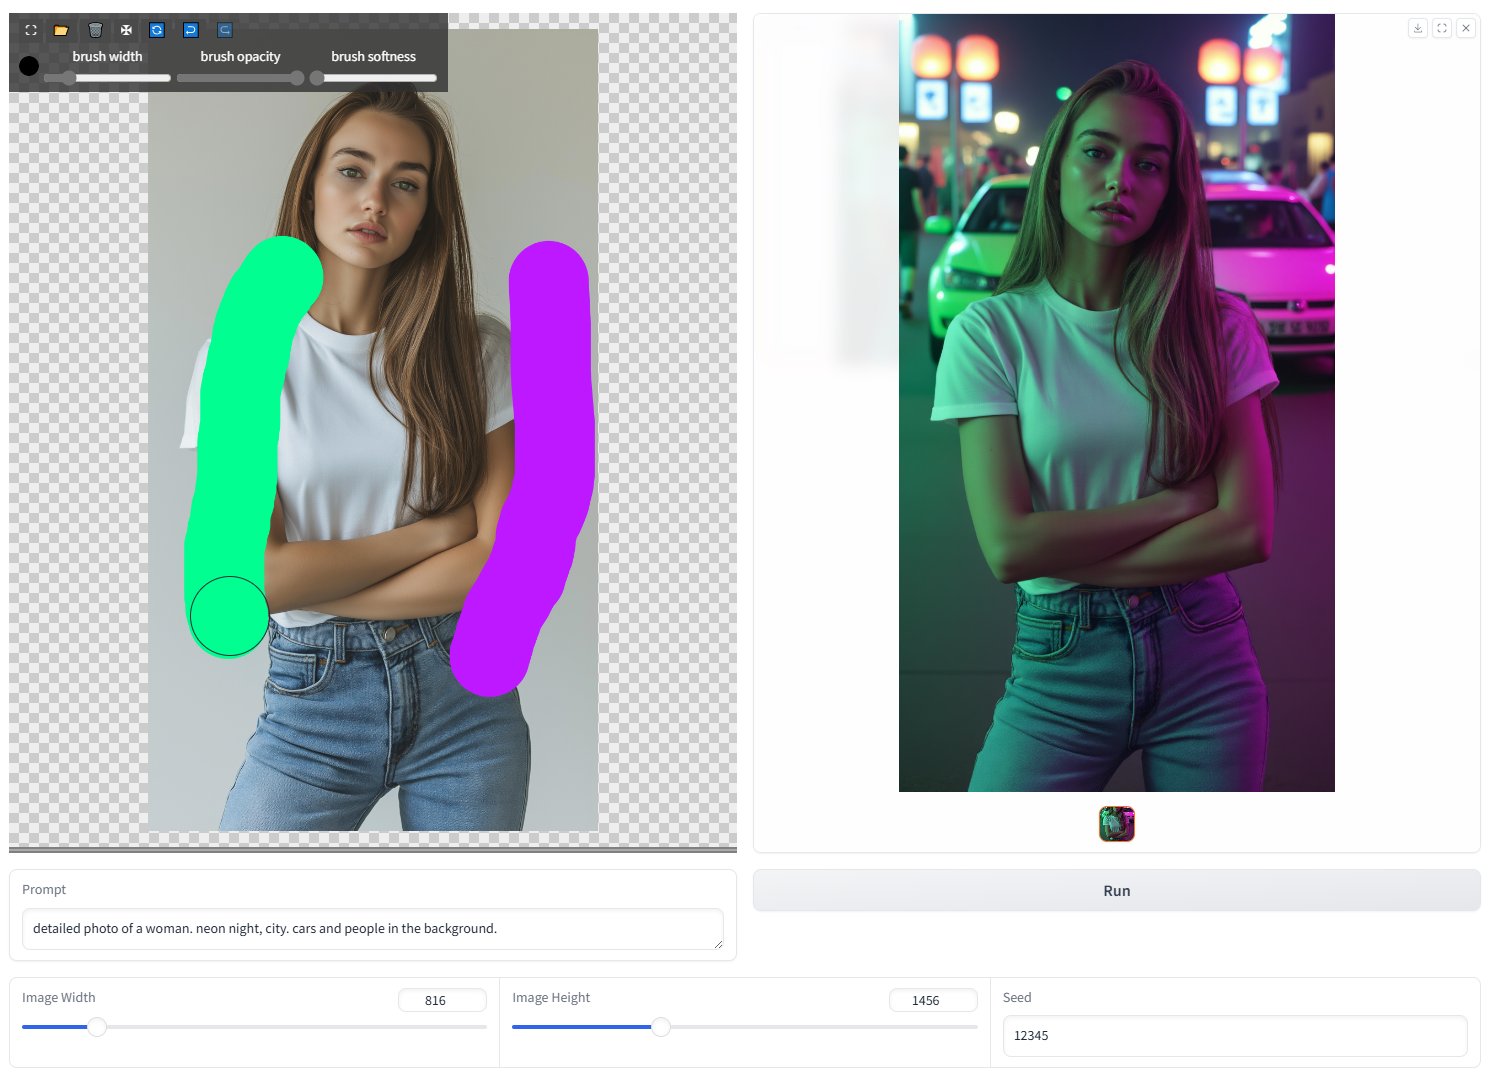 brush width
brush opacity
brush softness
Prompt
detailed photo of a woman. neon night, city. cars and people in the background.
Run
Image Width
816
Image Height
1456
Seed
12345